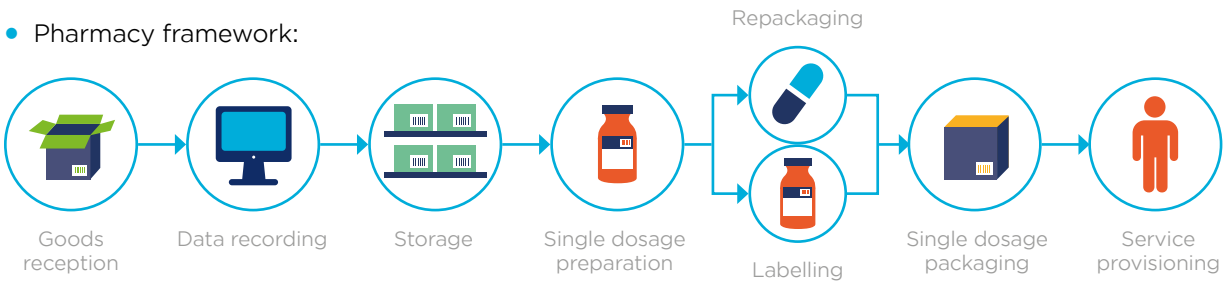 • Pharmacy framework:
Repackaging
Goods
reception
Data recording
Storage
Single dosage
preparation
Labelling
Single dosage
packaging
Service
provisioning